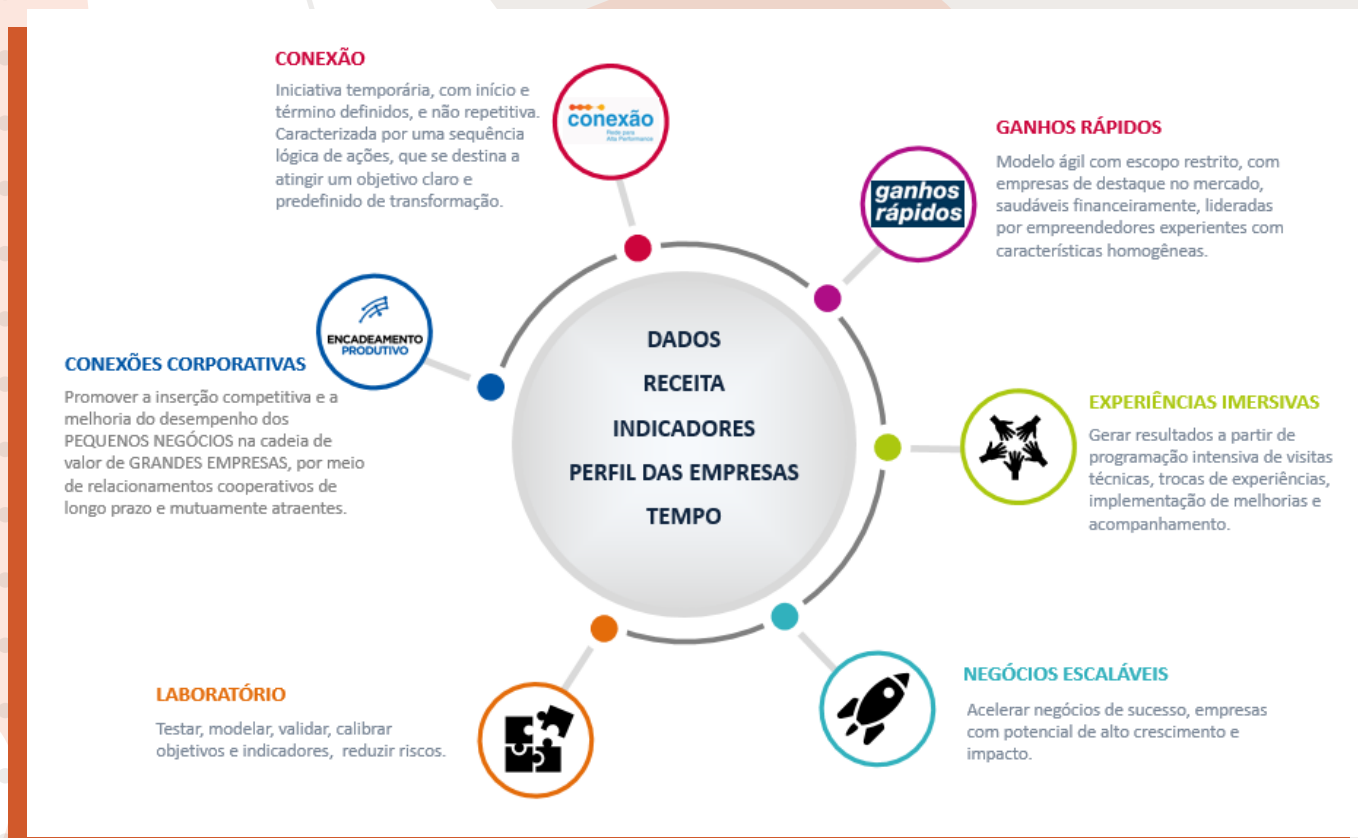 CONEXÃO
Iniciativa temporária, com início e
término definidos, e não repetitiva.
Caracterizada por uma sequência
lógica de ações, que se destina a
atingir um objetivo claro e
predefinido de transformação.
conexão
Rede para
Alta Performance
GANHOS RÁPIDOS
Modelo ágil com escopo restrito, com
empresas de destaque no mercado,
saudáveis financeiramente, lideradas
por empreendedores experientes com
características homogêneas.
ganhos
rápidos
ENCADEAMENTO
PRODUTIVO
CONEXÕES CORPORATIVAS
Promover a inserção competitiva e a
melhoria do desempenho dos
PEQUENOS NEGÓCIOS na cadeia de
valor de GRANDES EMPRESAS, por meio
de relacionamentos cooperativos de
longo prazo e mutuamente atraentes.
DADOS
RECEITA
INDICADORES
PERFIL DAS EMPRESAS
TEMPO
EXPERIÊNCIAS IMERSIVAS
Gerar resultados a partir de
programação intensiva de visitas
técnicas, trocas de experiências,
implementação de melhorias e
acompanhamento.
LABORATÓRIO
Testar, modelar, validar, calibrar
objetivos e indicadores, reduzir riscos.
NEGÓCIOS ESCALÁVEIS
Acelerar negócios de sucesso, empresas
com potencial de alto crescimento e
impacto.